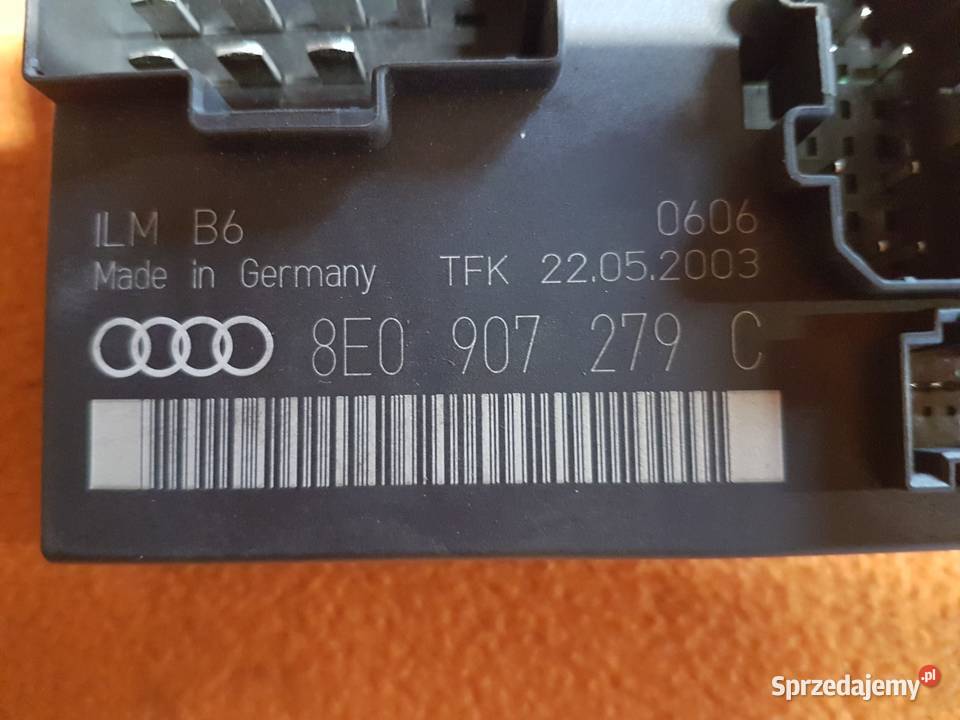 ILM B6 0606
Made in Germany TFK 22.05.2003
8E0 907 279 C
Sprzedajemy.pl